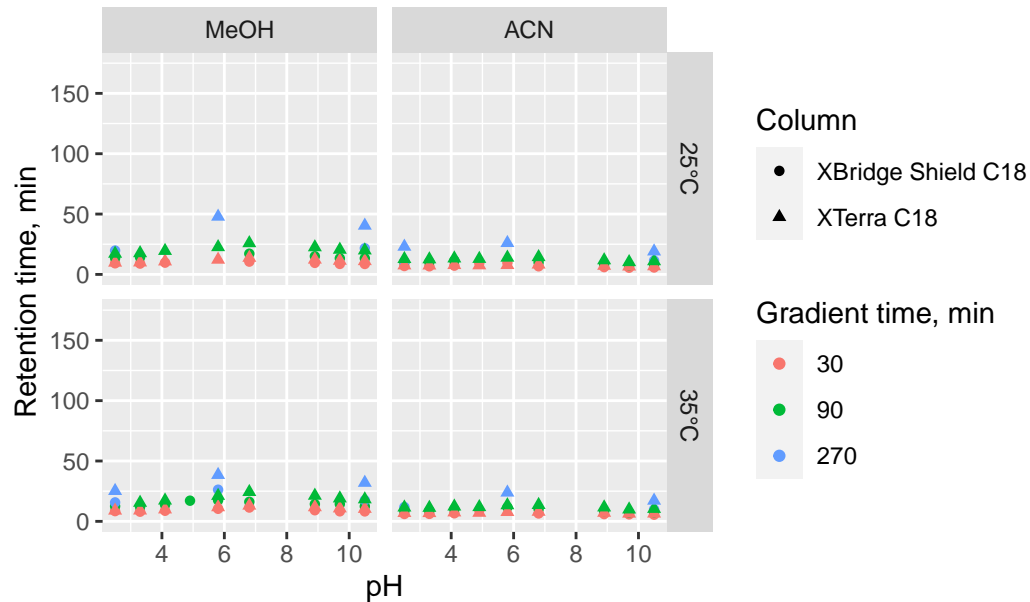 MeOH
ACN
150
100
50
0
25°C
150
100
50
0
35°C
4
6
8
10
4
6
8
10
Retention time, min
pH
Column
XBridge Shield C18
XTerra C18
Gradient time, min
30
90
270